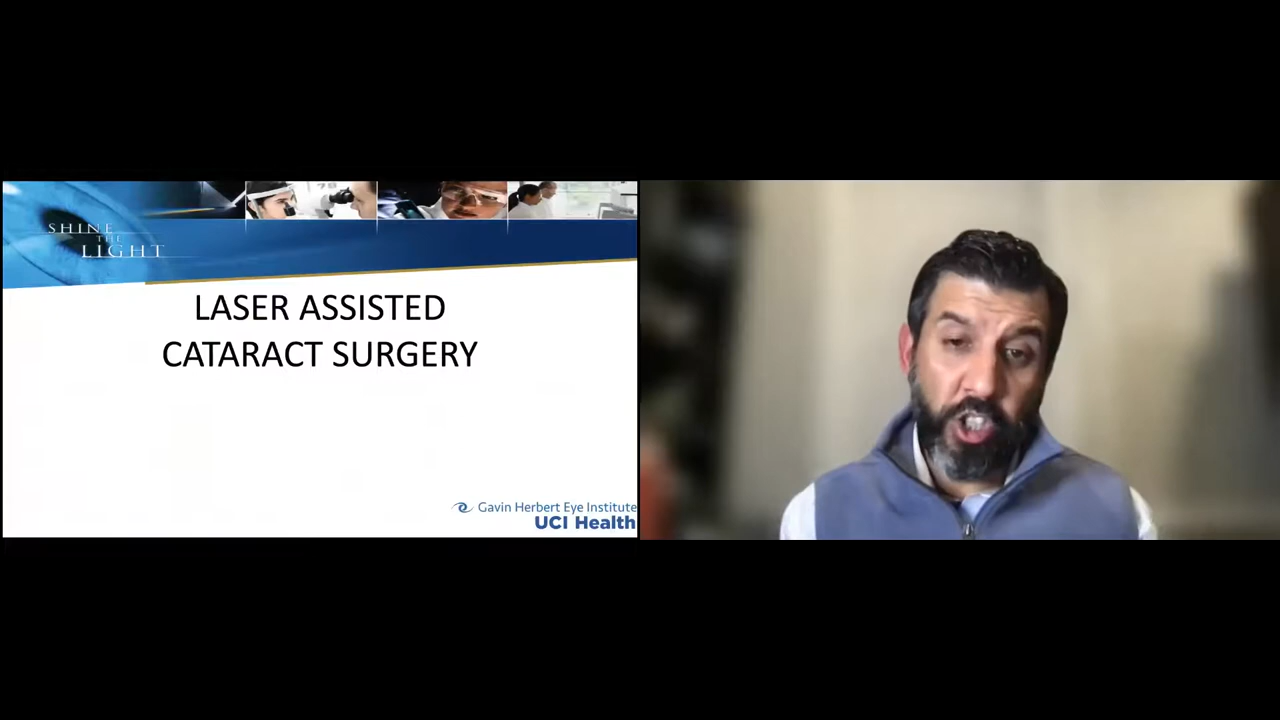 SHINE
THE
LIGHT
LASER ASSISTED
CATARACT SURGERY
Gavin Herbert Eye Institute
UCI Health